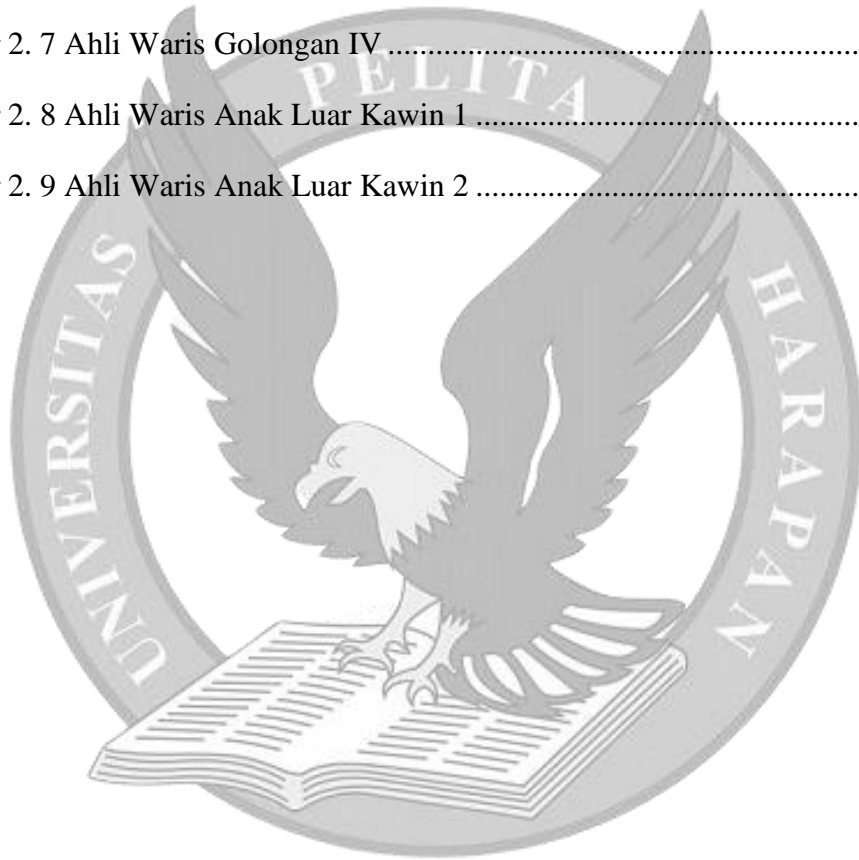 2. 7 Ahli Waris Golongan IV ............................................................
2. 8 Ahli Waris Anak Luar Kawin 1 .................................................
2. 9 Ahli Waris Anak Luar Kawin 2 .................................................
UNIVERSITAS PELITA HARAPAN